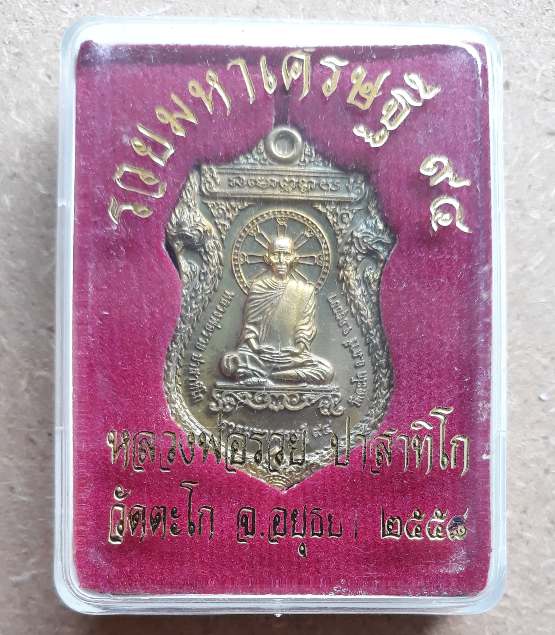 รวยมหาเศรษฐี ๙๔
หลวงพ่อรวย ปาสาทิโก
วัดตะโก จ.อยุธยา ๒๕๕๘